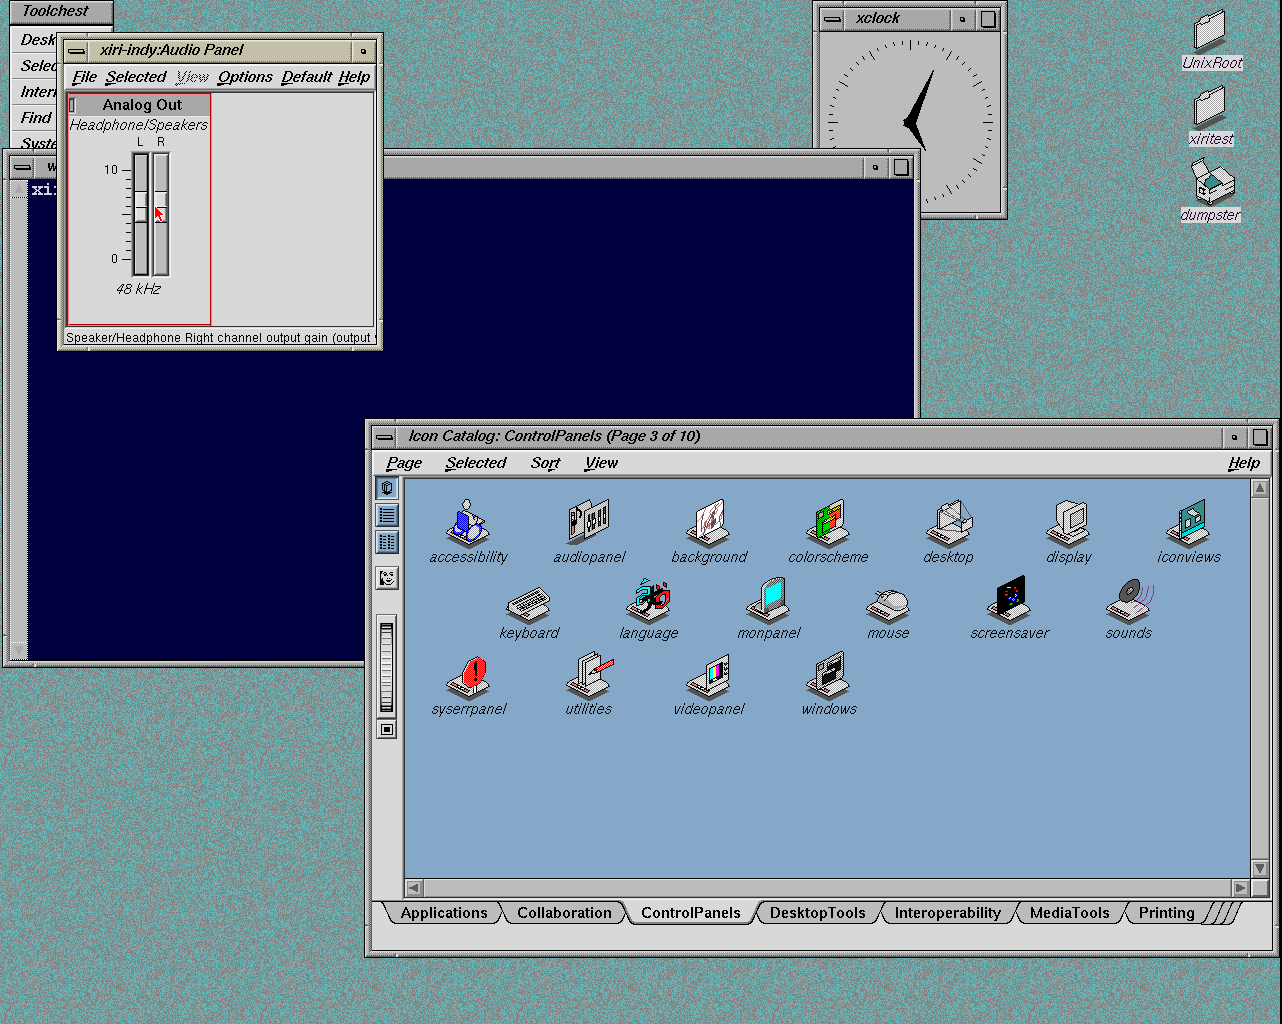 Toolchest
Desk
Selec
Inter
Find
Syste
xiri-indy:Audio Panel
File Selected View Options Default Help
Analog Out
Headphone/Speakers
L R
10
0
48 kHz
Speaker/Headphone Right channel output gain (output
xclock
UnixRoot
xiritest
dumpster
w
xi
Icon Catalog: ControlPanels (Page 3 of 10)
Page Selected Sort View Help
accessibility audiopanel background colorscheme desktop display iconviews
keyboard language monpanel mouse screensaver sounds
syserrpanel utilities videopanel windows
Applications Collaboration ControlPanels DesktopTools Interoperability MediaTools Printing